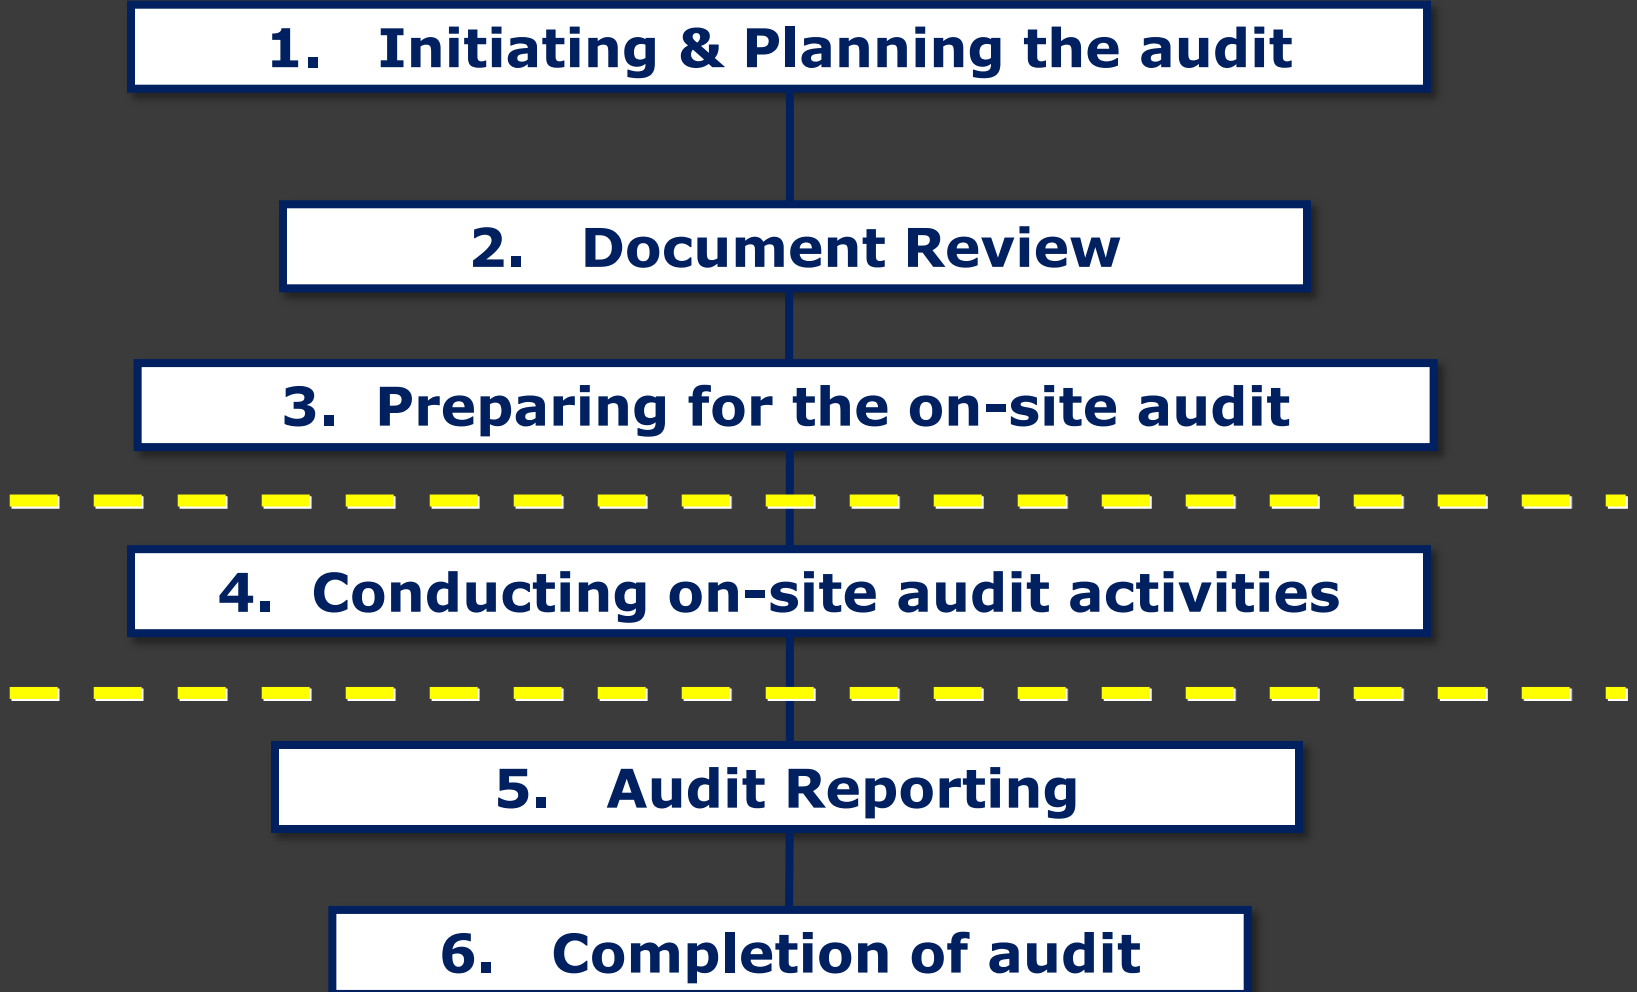 1. Initiating & Planning the audit
2. Document Review
3. Preparing for the on-site audit
4. Conducting on-site audit activities
5. Audit Reporting
6. Completion of audit